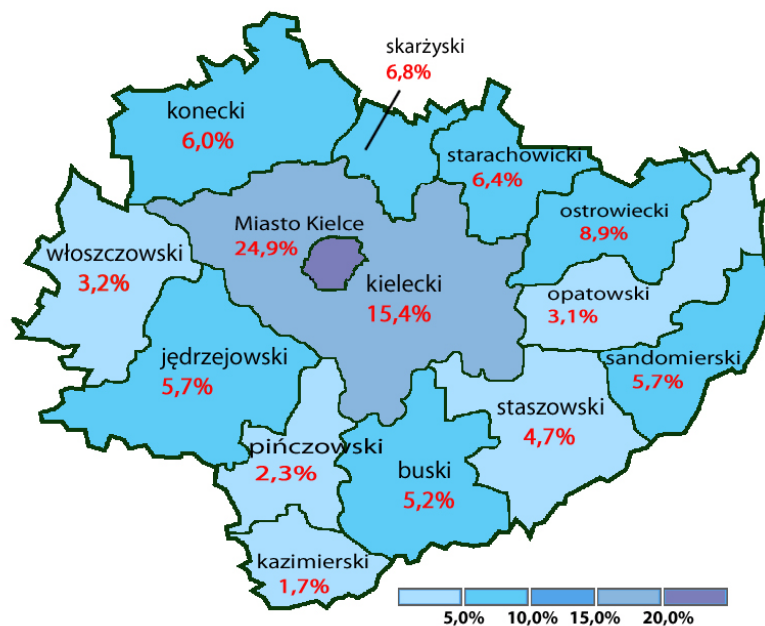 skarżyski
6,8%
konecki
6,0%
starachowicki
6,4%
ostrowiecki
8,9%
Miasto Kielce
24,9%
włoszczowski
3,2%
kielecki
15,4%
opatowski
3,1%
jędrzejowski
5,7%
sandomierski
5,7%
staszowski
4,7%
pińczowski
2,3%
buski
5,2%
kazimierski
1,7%
5,0% 10,0% 15,0% 20,0%